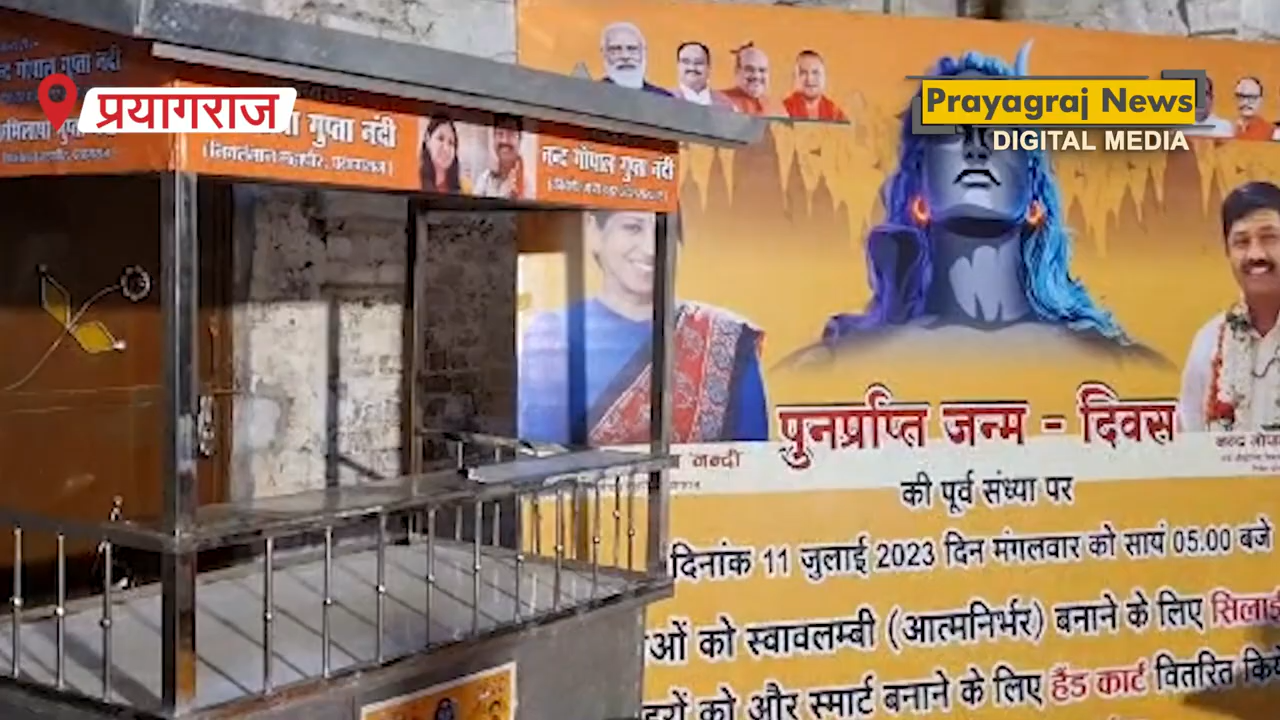 प्रयागराज
Prayagraj News
DIGITAL MEDIA
न्द गोपाल गुप्ता नंदी
गुप्ता नंदी
नन्द गोपाल गुप्ता नंदी
पुनर्प्राप्ति जन्म - दिवस
नन्दी
की पूर्व संध्या पर
दिनांक 11 जुलाई 2023 दिन मंगलवार को सायं 05.00 बजे
ओं को स्वावलम्बी (आत्मनिर्भर) बनाने के लिए सिलाई
को और स्मार्ट बनाने के लिए हैंड कार्ट वितरित किये